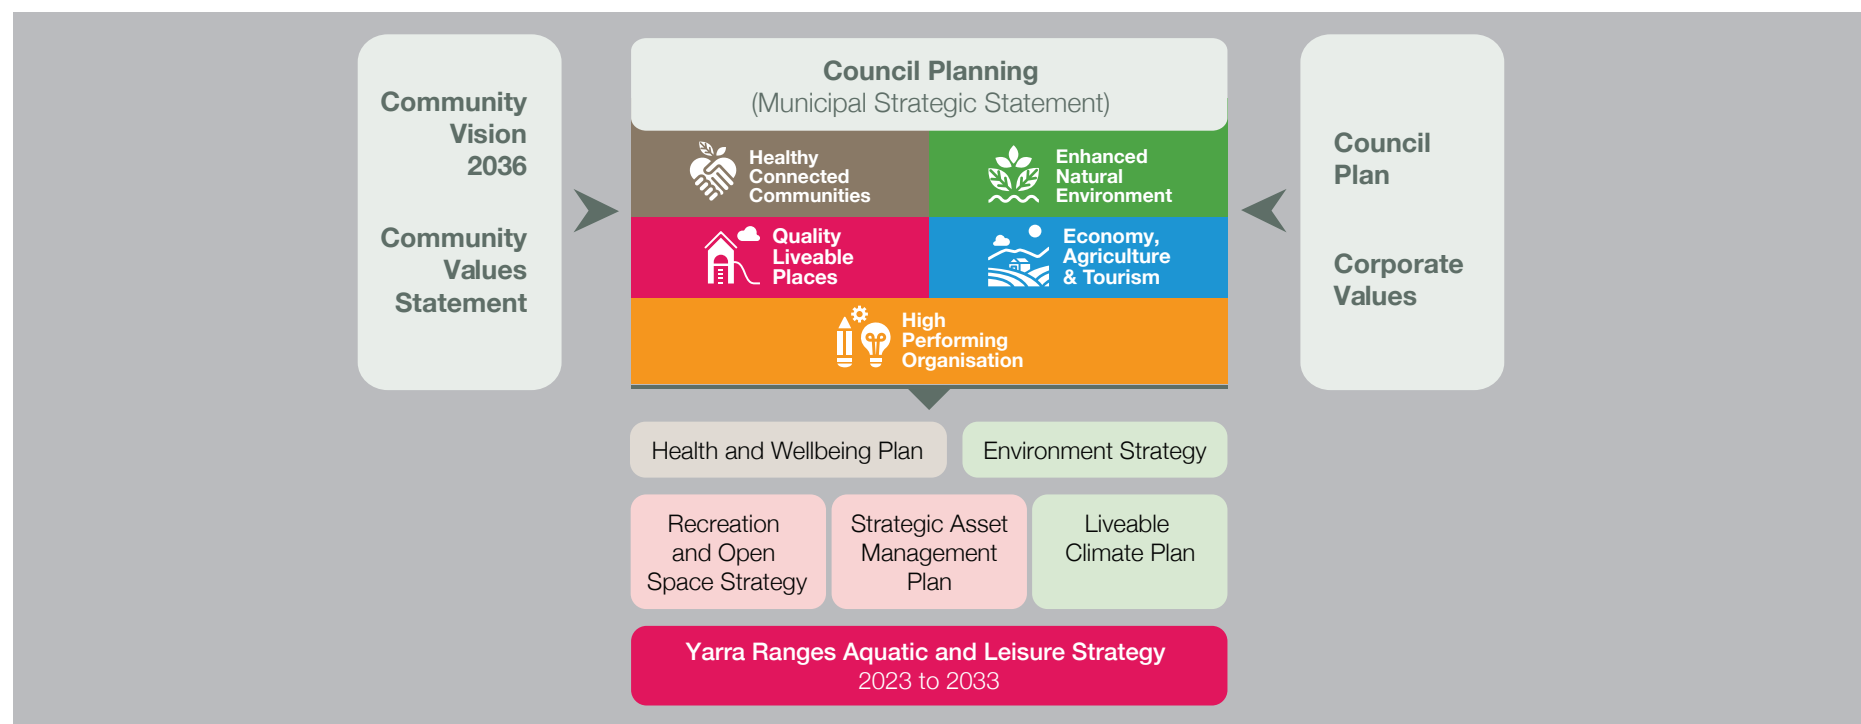 Community
Vision
2036
Community
Values
Statement
Council Planning
(Municipal Strategic Statement)
Healthy
Connected
Communities
Enhanced
Natural
Environment
Quality
Liveable
Places
Economy,
Agriculture
& Tourism
High
Performing
Organisation
Council
Plan
Corporate
Values
Health and Wellbeing Plan
Environment Strategy
Recreation
and Open
Space Strategy
Strategic Asset
Management
Plan
Liveable
Climate Plan
Yarra Ranges Aquatic and Leisure Strategy
2023 to 2033